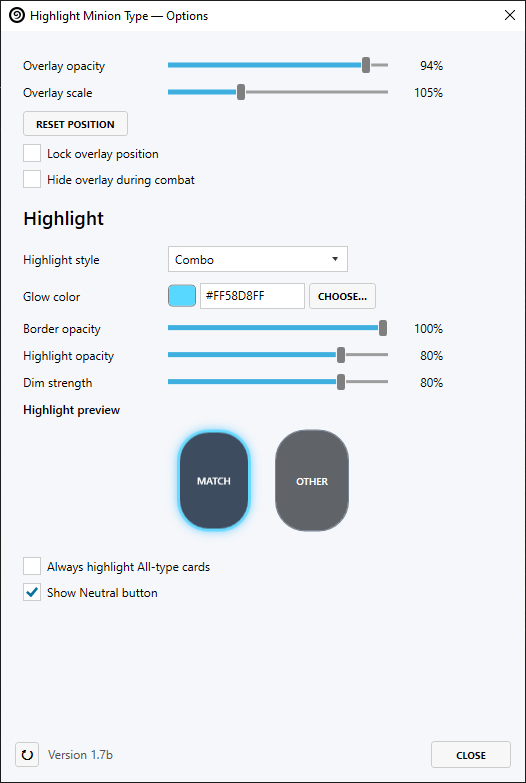 Highlight Minion Type — Options
Overlay opacity 94%
Overlay scale 105%
RESET POSITION
Lock overlay position
Hide overlay during combat
Highlight
Highlight style Combo
Glow color #FF58D8FF CHOOSE...
Border opacity 100%
Highlight opacity 80%
Dim strength 80%
Highlight preview
MATCH OTHER
Always highlight All-type cards
Show Neutral button
Version 1.7b CLOSE